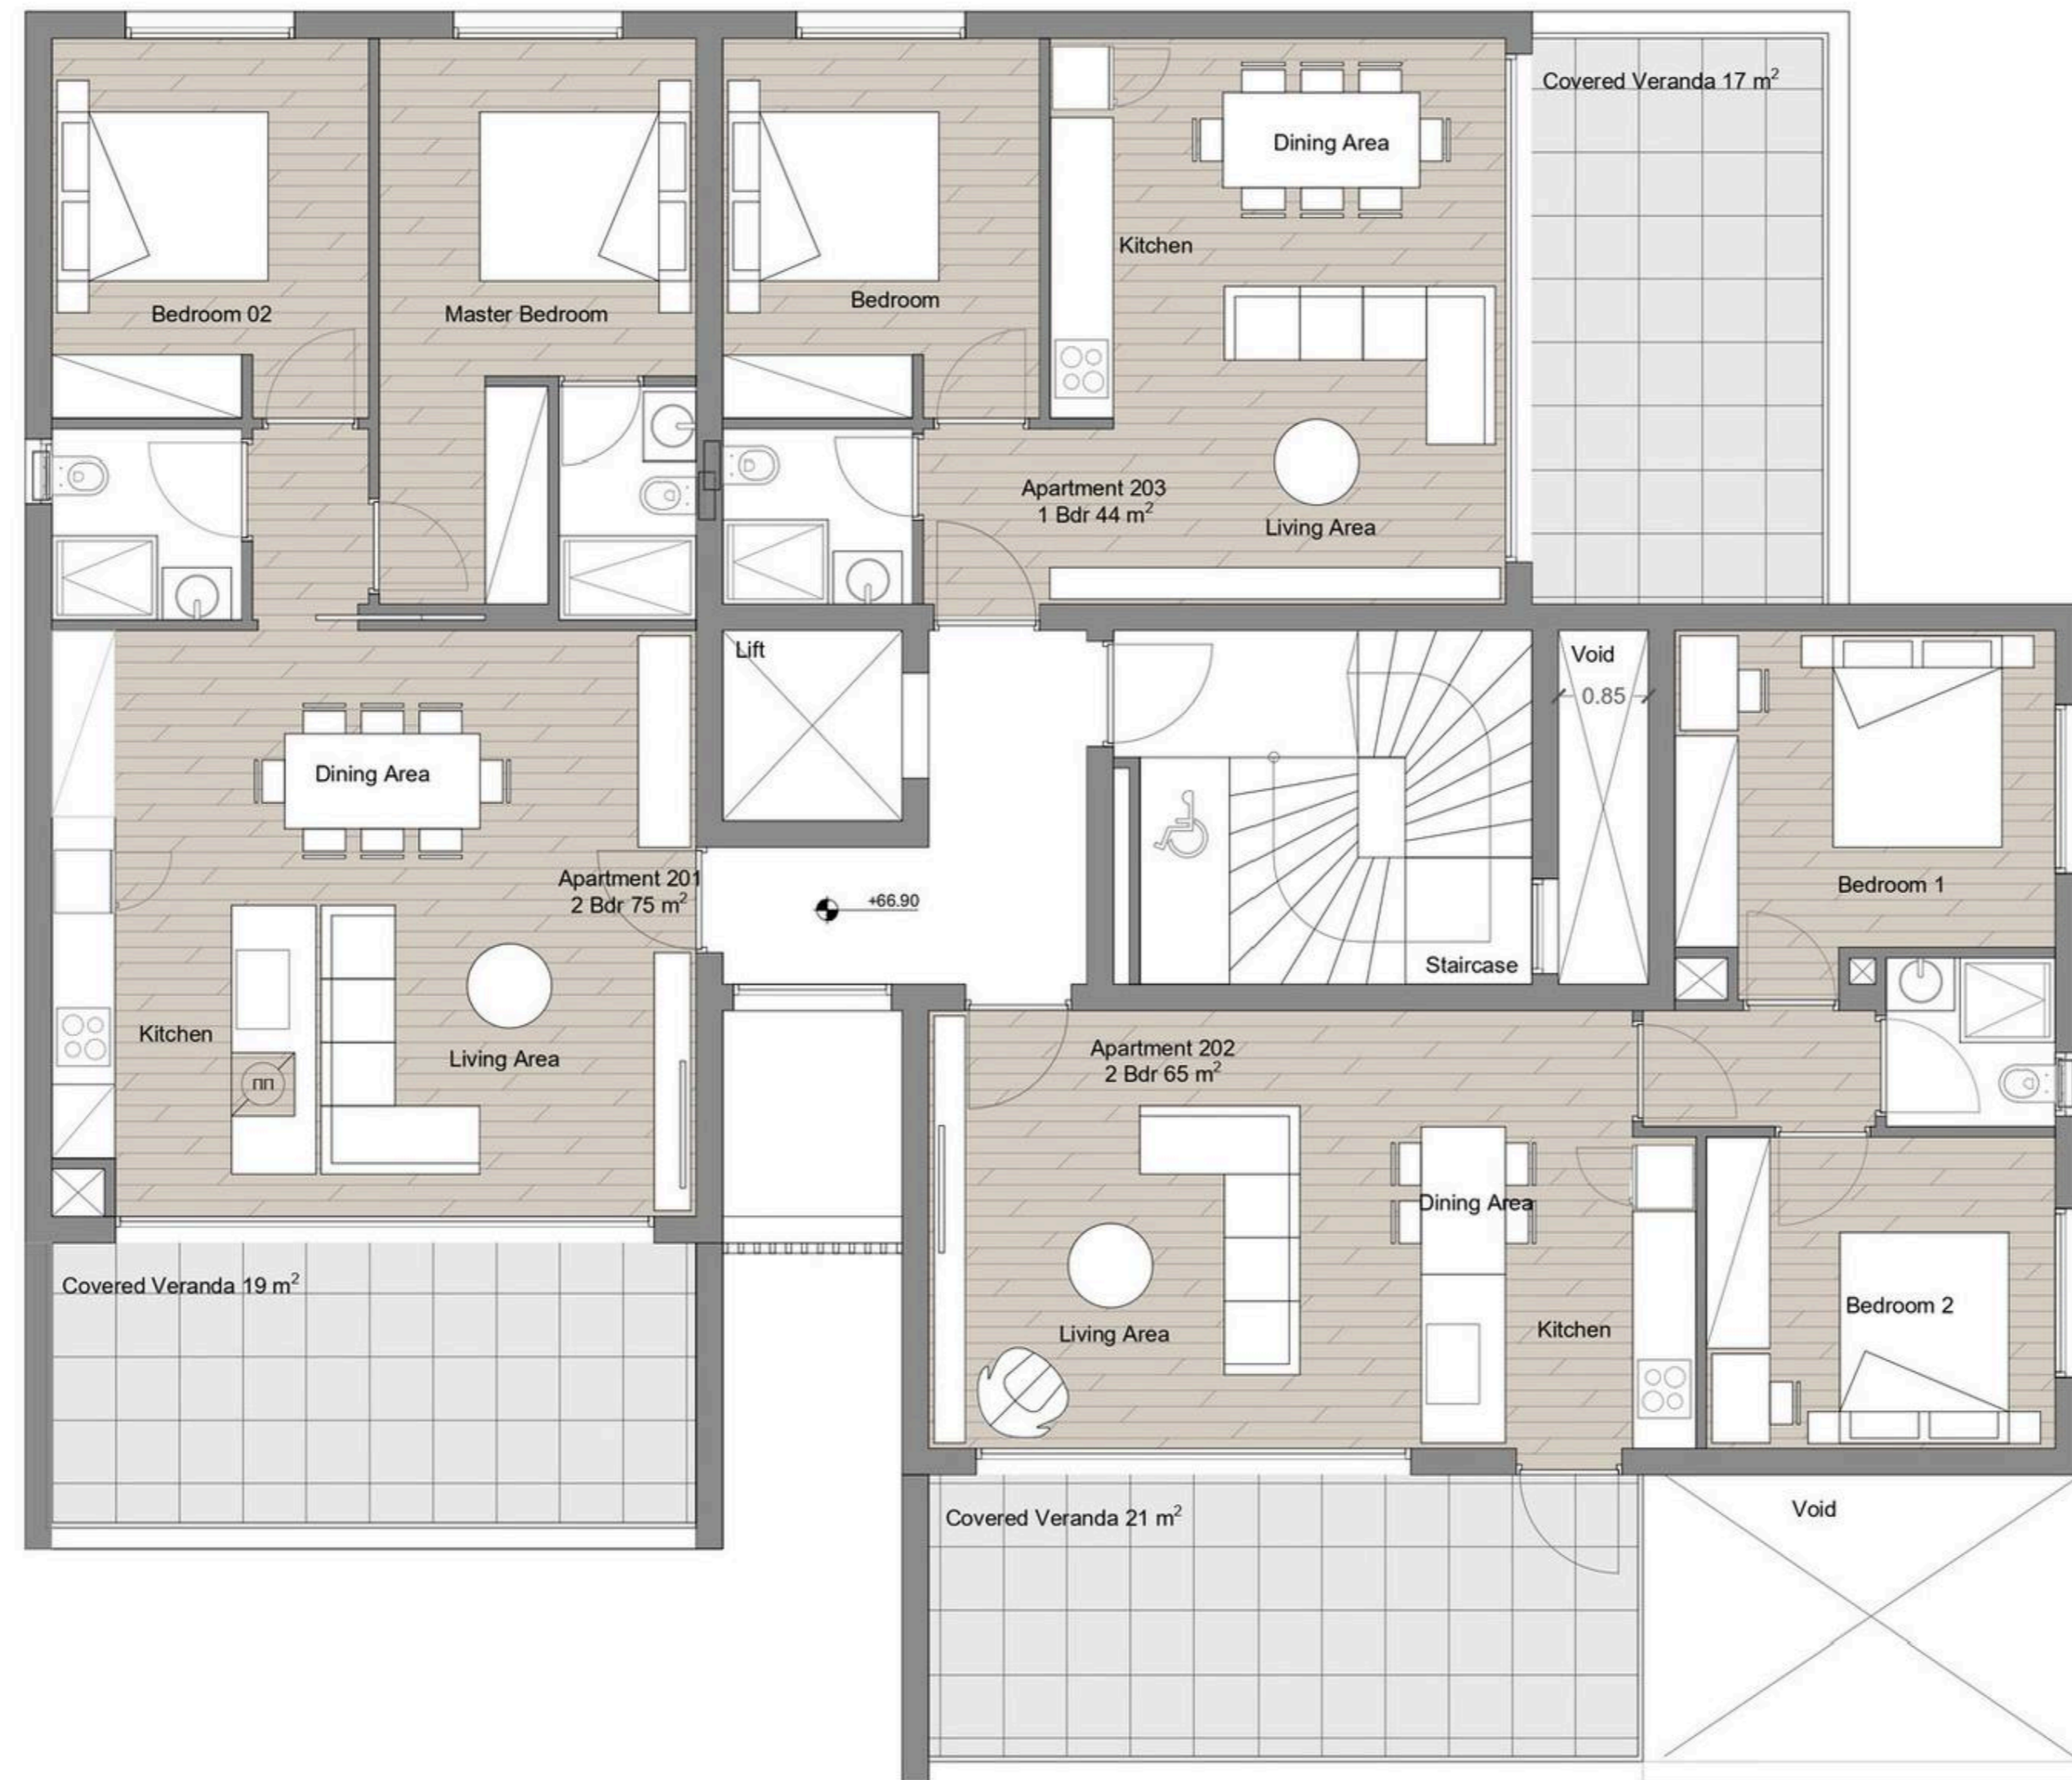 Covered Veranda 17 m²
Dining Area
Kitchen
Bedroom 02
Master Bedroom
Bedroom
Apartment 203
1 Bdr 44 m²
Living Area
Lift
Void
0.85
Dining Area
Apartment 201
2 Bdr 75 m²
+66.90
Bedroom 1
Staircase
Kitchen
Living Area
ΠΠ
Apartment 202
2 Bdr 65 m²
Dining Area
Covered Veranda 19 m²
Living Area
Kitchen
Bedroom 2
Covered Veranda 21 m²
Void